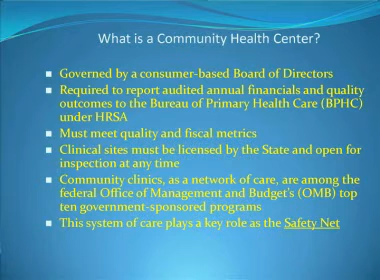 What is a Community Health Center?
Governed by a consumer-based Board of Directors
Required to report audited annual financials and quality
outcomes to the Bureau of Primary Health Care (BPHC)
under HRSA
Must meet quality and fiscal metrics
Clinical sites must be licensed by the State and open for
inspection at any time
Community clinics, as a network of care, are among the
federal Office of Management and Budget's (OMB) top
ten government-sponsored programs
This system of care plays a key role as the Safety Net